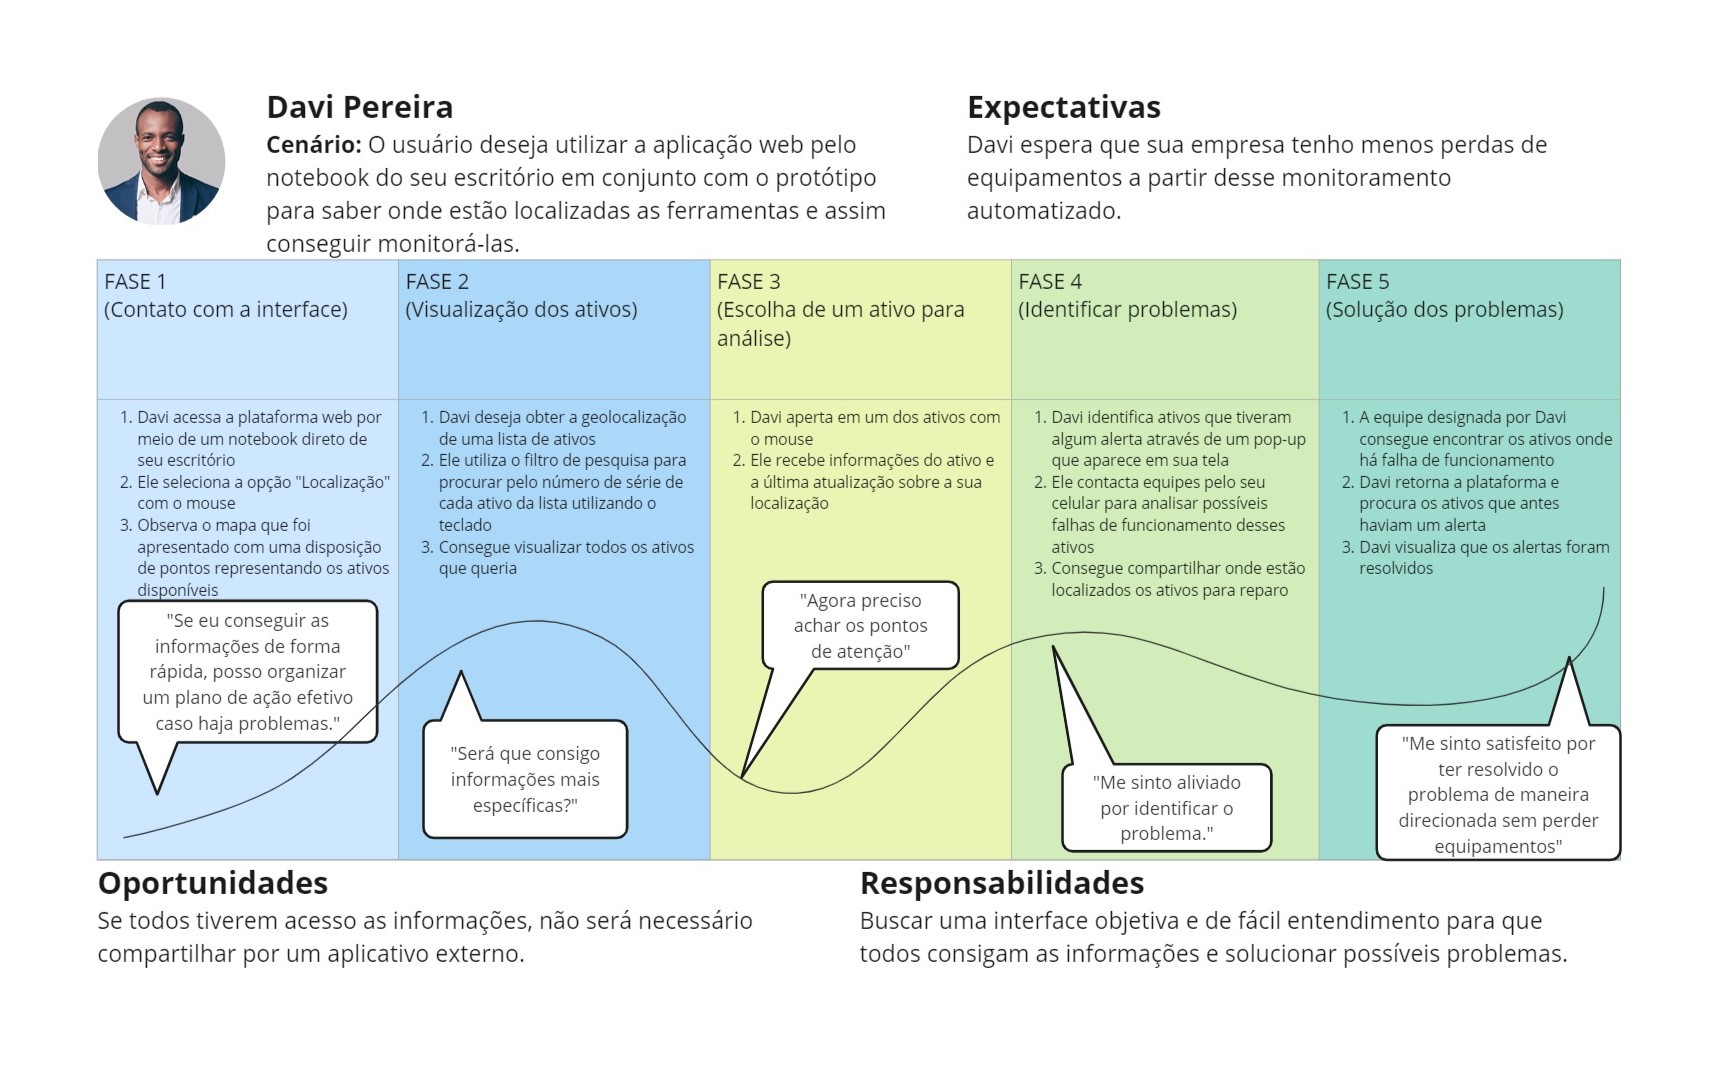 Davi Pereira
Cenário: O usuário deseja utilizar a aplicação web pelo
notebook do seu escritório em conjunto com o protótipo
para saber onde estão localizadas as ferramentas e assim
conseguir monitorá-las.
Expectativas
Davi espera que sua empresa tenho menos perdas de
equipamentos a partir desse monitoramento
automatizado.
FASE 1
(Contato com a interface)
FASE 2
(Visualização dos ativos)
FASE 3
(Escolha de um ativo para
análise)
FASE 4
(Identificar problemas)
FASE 5
(Solução dos problemas)
1. Davi acessa a plataforma web por
meio de um notebook direto de
seu escritório
2. Ele seleciona a opção "Localização"
com o mouse
3. Observa o mapa que foi
apresentado com uma disposição
de pontos representando os ativos
disponíveis
1. Davi deseja obter a geolocalização
de uma lista de ativos
2. Ele utiliza o filtro de pesquisa para
procurar pelo número de série de
cada ativo da lista utilizando o
teclado
3. Consegue visualizar todos os ativos
que queria
1. Davi aperta em um dos ativos com
o mouse
2. Ele recebe informações do ativo e
a última atualização sobre a sua
localização
1. Davi identifica ativos que tiveram
algum alerta através de um pop-up
que aparece em sua tela
2. Ele contacta equipes pelo seu
celular para analisar possíveis
falhas de funcionamento desses
ativos
3. Consegue compartilhar onde estão
localizados os ativos para reparo
1. A equipe designada por Davi
consegue encontrar os ativos onde
há falha de funcionamento
2. Davi retorna a plataforma e
procura os ativos que antes
haviam um alerta
3. Davi visualiza que os alertas foram
resolvidos
"Se eu conseguir as
informações de forma
rápida, posso organizar
um plano de ação efetivo
caso haja problemas."
"Será que consigo
informações mais
específicas?"
"Agora preciso
achar os pontos
de atenção"
"Me sinto aliviado
por identificar o
problema."
"Me sinto satisfeito por
ter resolvido o
problema de maneira
direcionada sem perder
equipamentos"
Oportunidades
Se todos tiverem acesso as informações, não será necessário
compartilhar por um aplicativo externo.
Responsabilidades
Buscar uma interface objetiva e de fácil entendimento para que
todos consigam as informações e solucionar possíveis problemas.